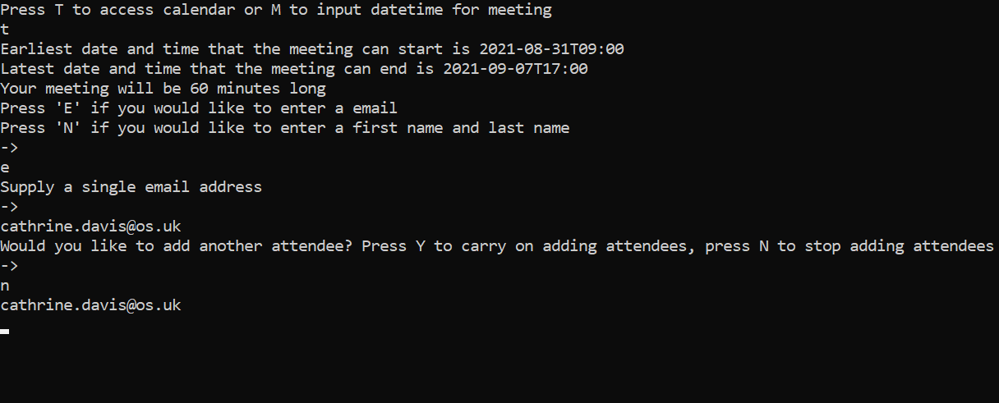 Press T to access calendar or M to input datetime for meeting
t
Earliest date and time that the meeting can start is 2021-08-31T09:00
Latest date and time that the meeting can end is 2021-09-07T17:00
Your meeting will be 60 minutes long
Press 'E' if you would like to enter a email
Press 'N' if you would like to enter a first name and last name
->
e
Supply a single email address
->
cathrine.davis@os.uk
Would you like to add another attendee? Press Y to carry on adding attendees, press N to stop adding attendees
->
n
cathrine.davis@os.uk